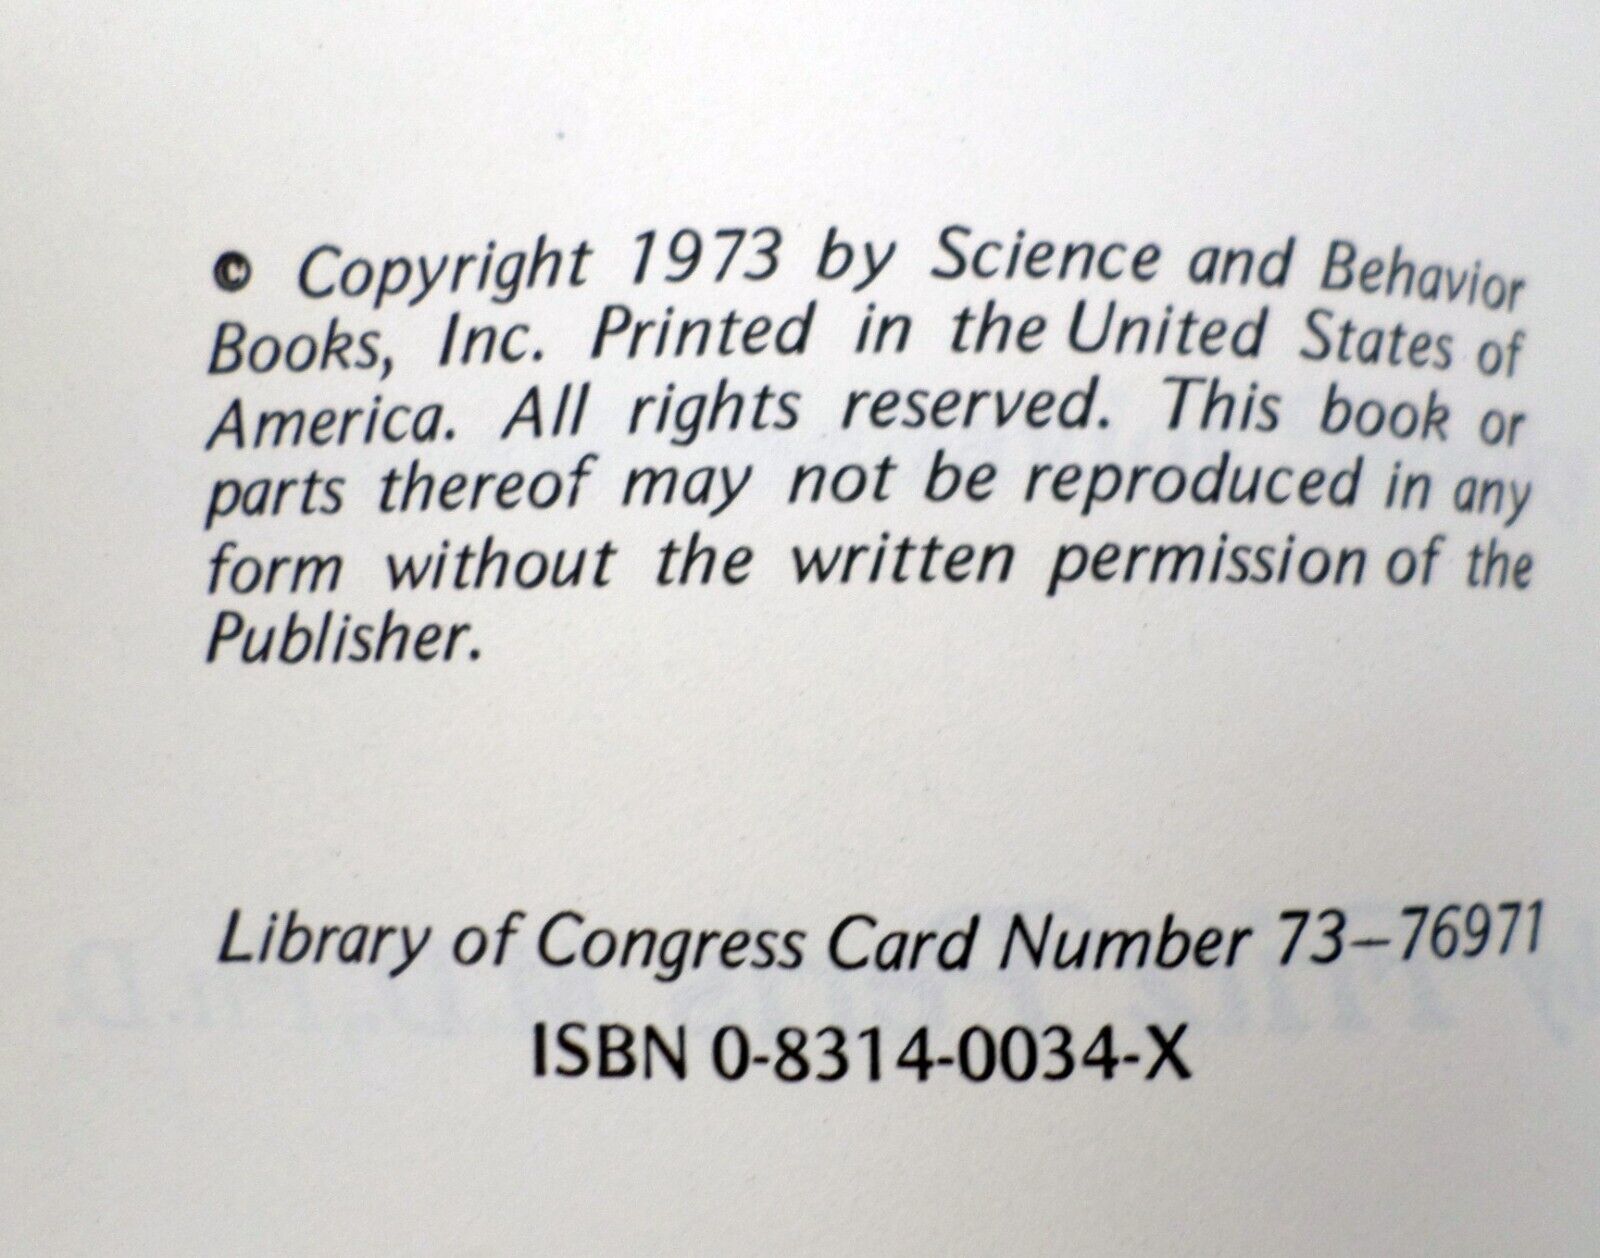 © Copyright 1973 by Science and Behavior
Books, Inc. Printed in the United States of
America. All rights reserved. This book or
parts thereof may not be reproduced in any
form without the written permission of the
Publisher.
Library of Congress Card Number 73–76971
ISBN 0-8314-0034-X